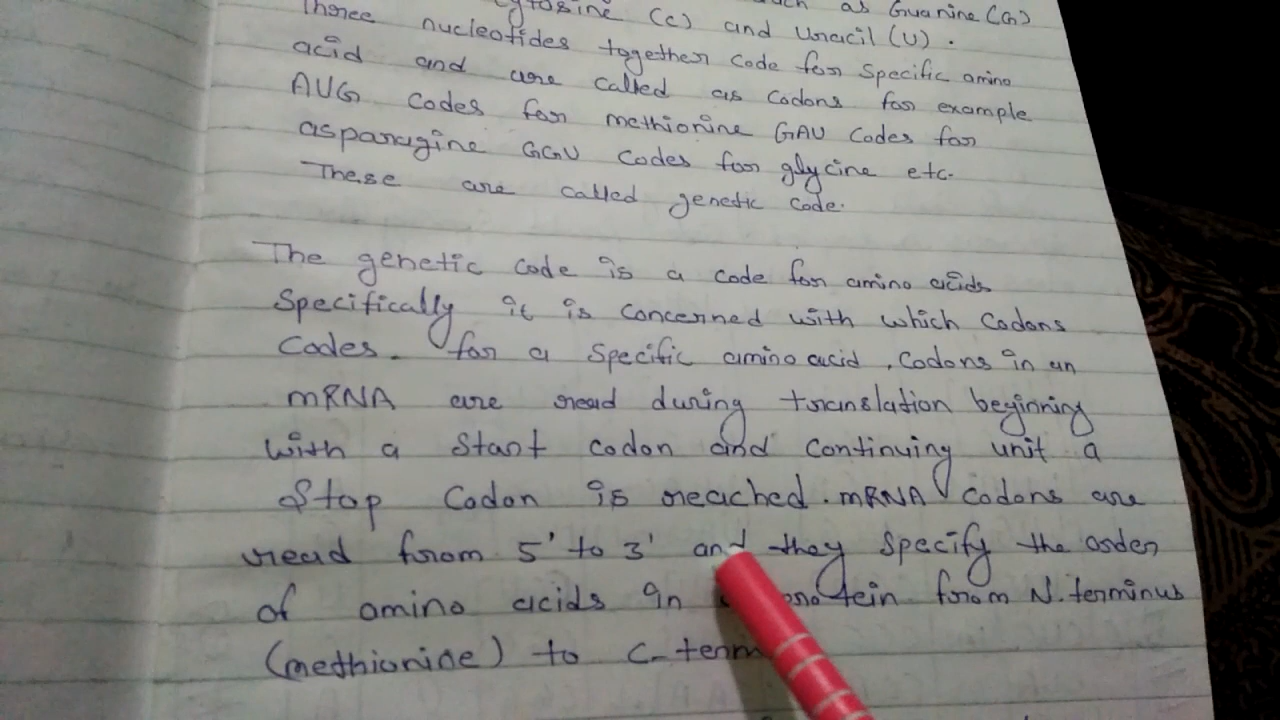 Cytosine (C) and Uracil (U). such as Guanine (G)
Three nucleotides together code for specific amino
acid and are called as codons for example
AUG codes for methionine GAU codes for
asparagine GGU codes for glycine etc.
These are called genetic code.
The genetic code is a code for amino acids
Specifically it is concerned with which codons
codes. for a specific amino acid. Codons in an
mRNA are read during translation beginning
with a start codon and continuing unit a
Stop codon is reached. mRNA codons are
read from 5' to 3' and they specify the order
of amino acids in protein from N.terminus
(methionine) to C-term